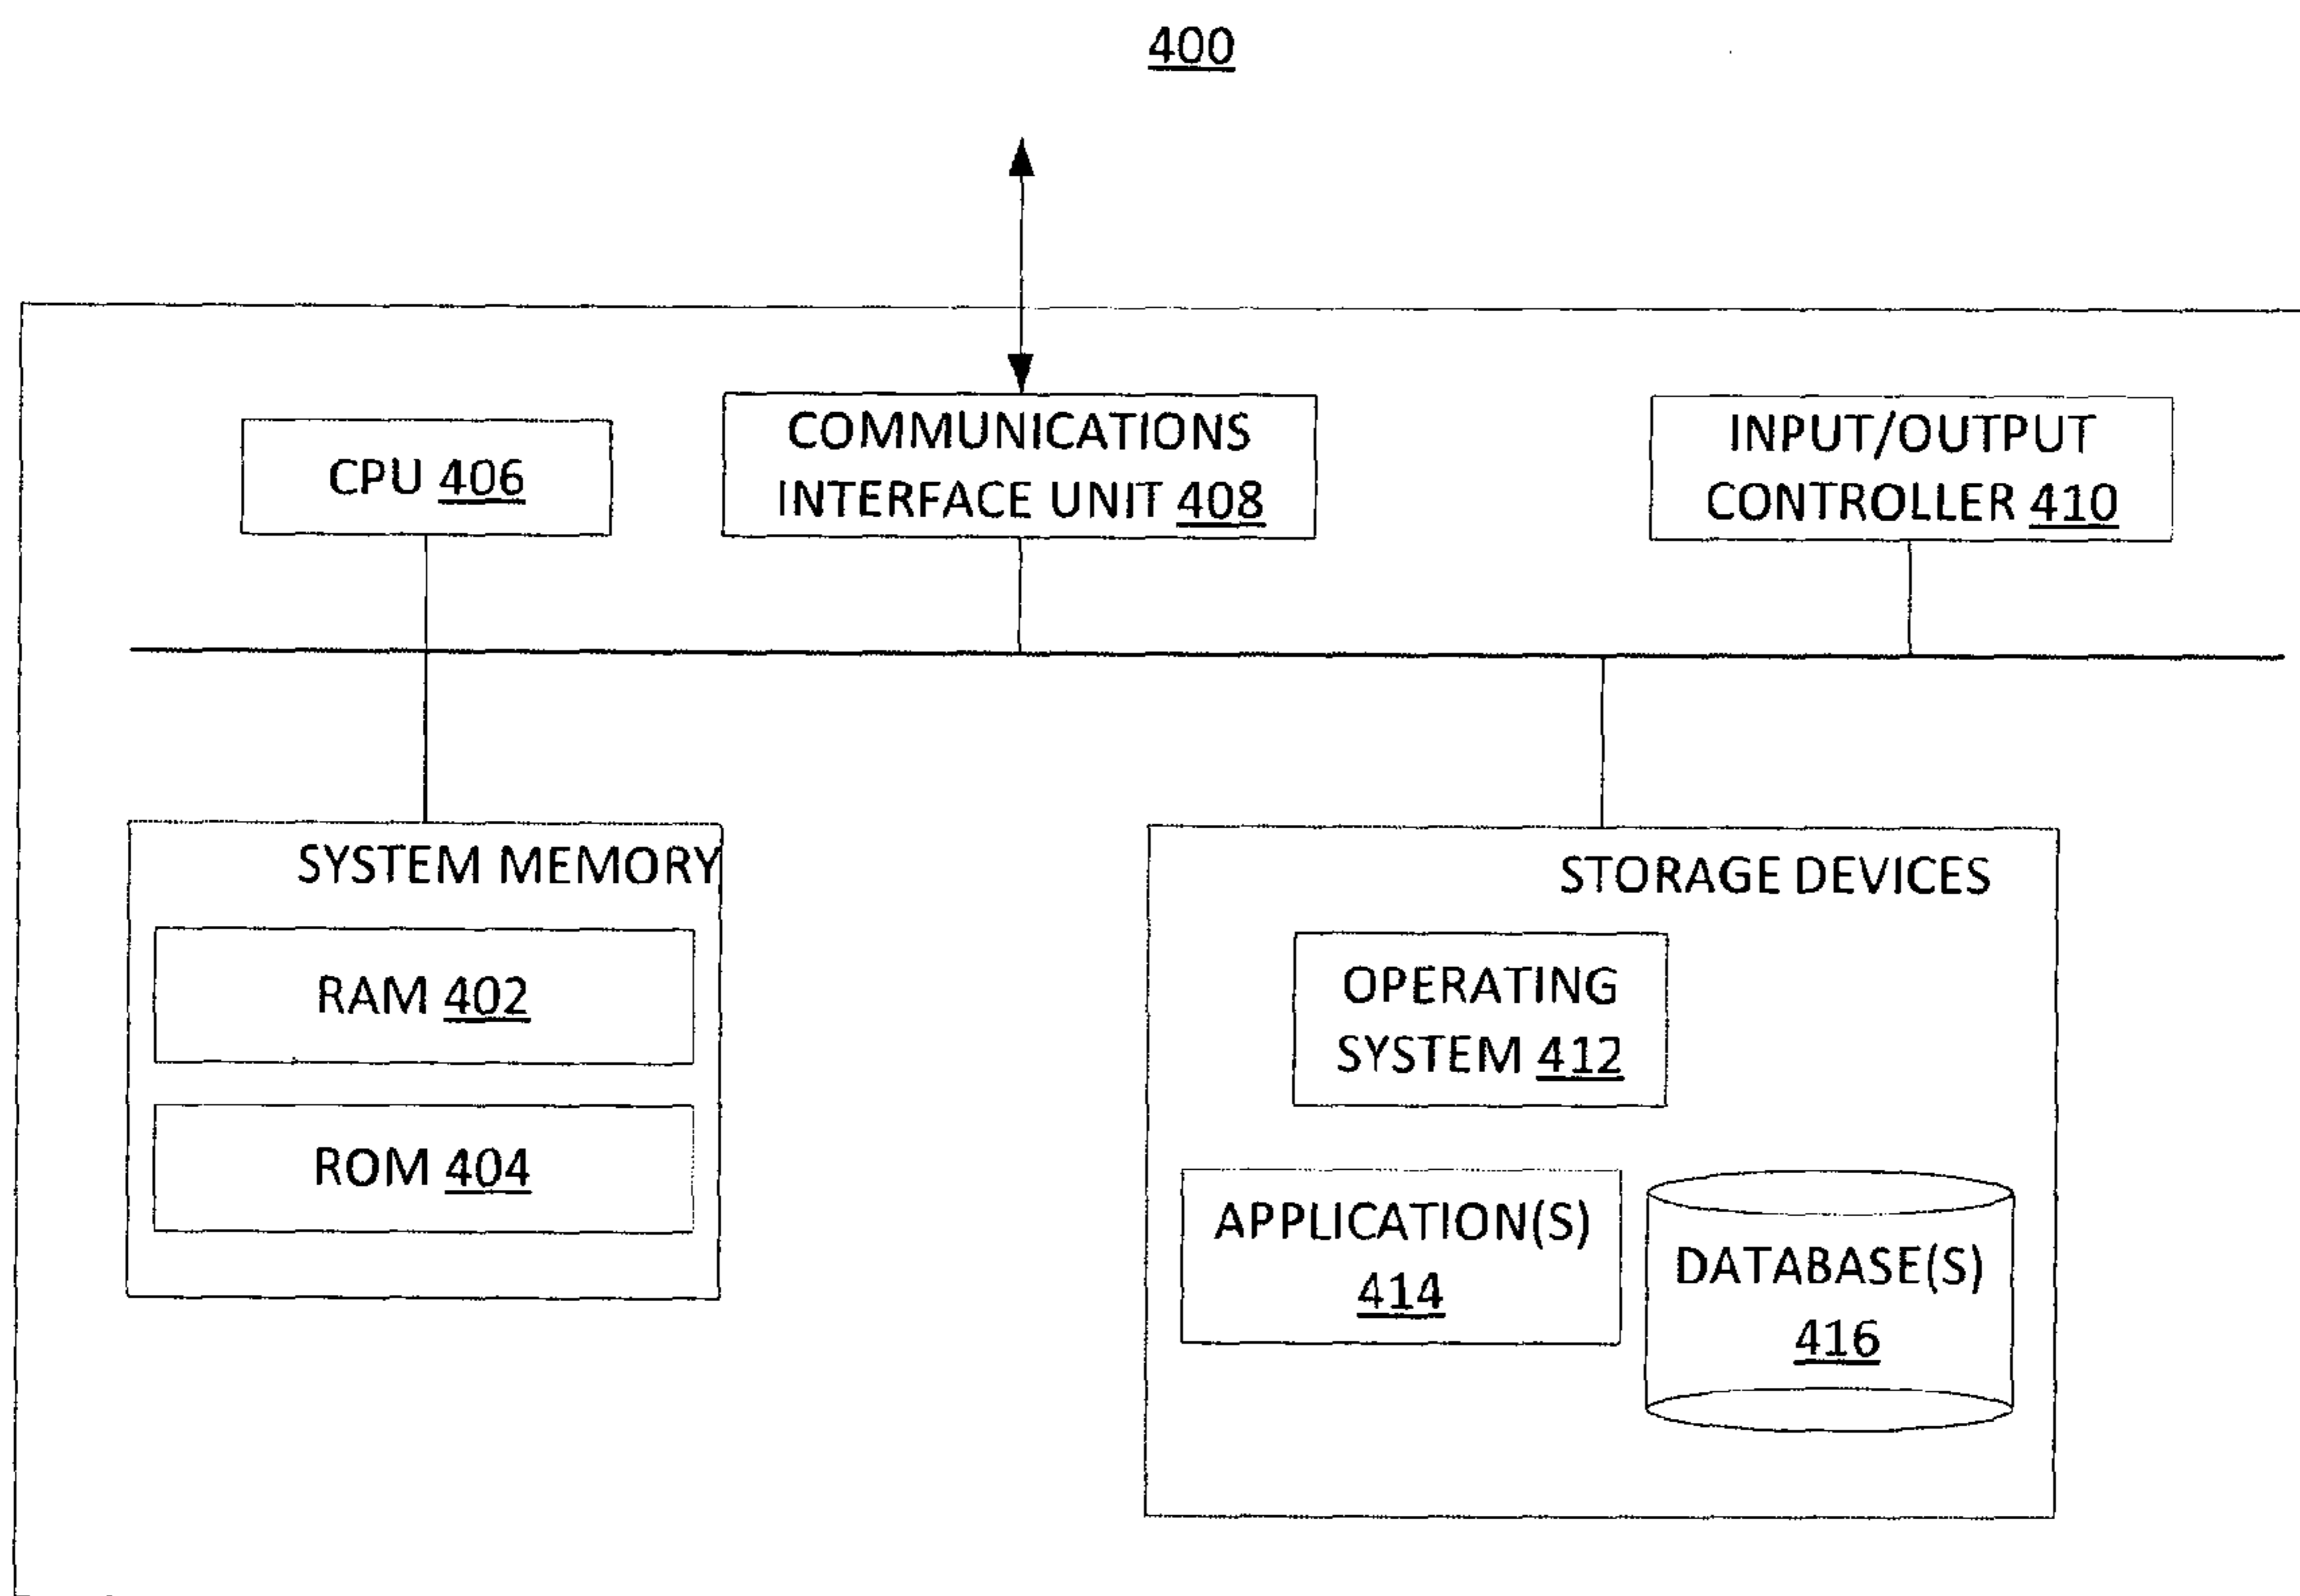 400
CPU 406
COMMUNICATIONS
INTERFACE UNIT 408
INPUT/OUTPUT
CONTROLLER 410
SYSTEM MEMORY
RAM 402
ROM 404
STORAGE DEVICES
OPERATING
SYSTEM 412
APPLICATION(S)
414
DATABASE(S)
416